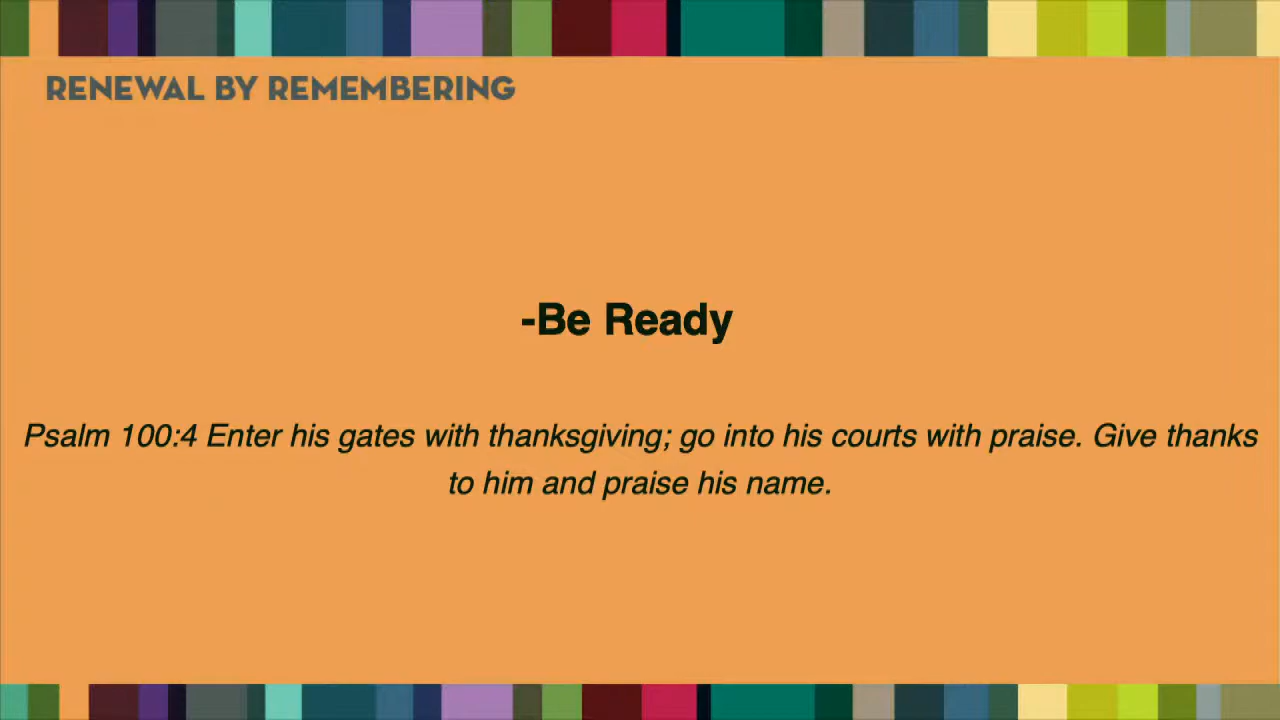 RENEWAL BY REMEMBERING
-Be Ready
Psalm 100:4 Enter his gates with thanksgiving; go into his courts with praise. Give thanks
to him and praise his name.